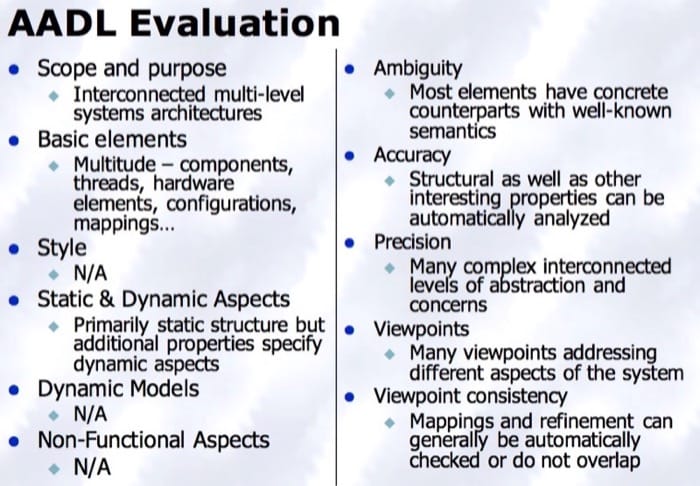 AADL Evaluation
• Scope and purpose
◆ Interconnected multi-level
systems architectures
• Basic elements
◆ Multitude – components,
threads, hardware
elements, configurations,
mappings...
• Style
◆ N/A
• Static & Dynamic Aspects
◆ Primarily static structure but
additional properties specify
dynamic aspects
• Dynamic Models
◆ N/A
• Non-Functional Aspects
◆ N/A
• Ambiguity
◆ Most elements have concrete
counterparts with well-known
semantics
• Accuracy
◆ Structural as well as other
interesting properties can be
automatically analyzed
• Precision
◆ Many complex interconnected
levels of abstraction and
concerns
• Viewpoints
◆ Many viewpoints addressing
different aspects of the system
• Viewpoint consistency
◆ Mappings and refinement can
generally be automatically
checked or do not overlap